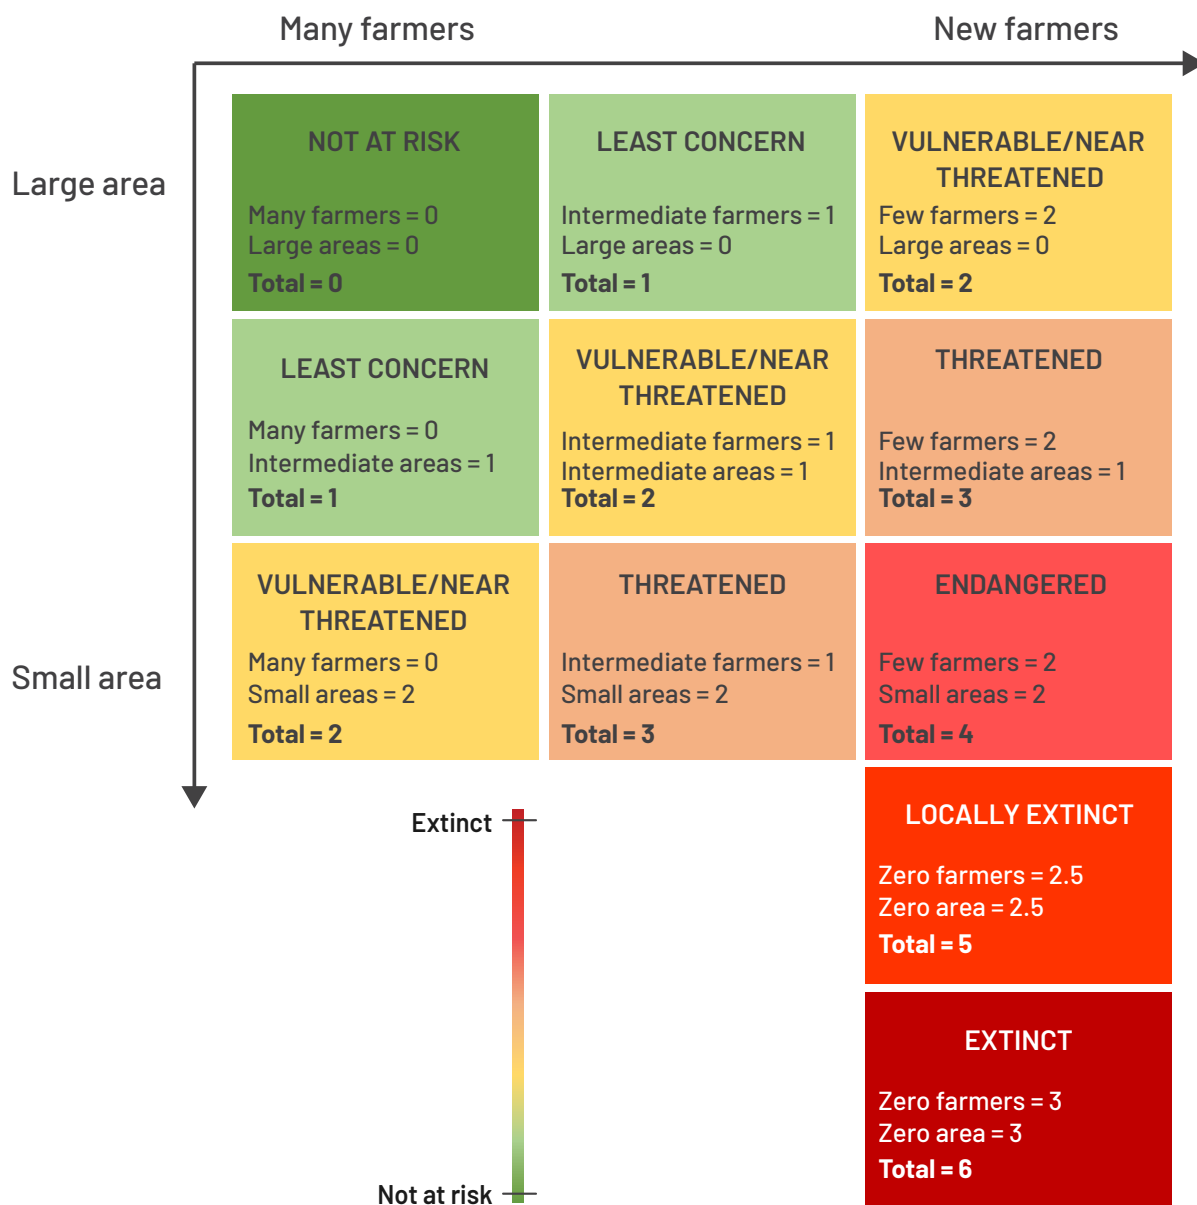 Many farmers
New farmers
Large area
Small area
NOT AT RISK
Many farmers = 0
Large areas = 0
Total = 0
LEAST CONCERN
Intermediate farmers = 1
Large areas = 0
Total = 1
VULNERABLE/NEAR
THREATENED
Few farmers = 2
Large areas = 0
Total = 2
LEAST CONCERN
Many farmers = 0
Intermediate areas = 1
Total = 1
VULNERABLE/NEAR
THREATENED
Intermediate farmers = 1
Intermediate areas = 1
Total = 2
THREATENED
Few farmers = 2
Intermediate areas = 1
Total = 3
VULNERABLE/NEAR
THREATENED
Many farmers = 0
Small areas = 2
Total = 2
THREATENED
Intermediate farmers = 1
Small areas = 2
Total = 3
ENDANGERED
Few farmers = 2
Small areas = 2
Total = 4
LOCALLY EXTINCT
Zero farmers = 2.5
Zero area = 2.5
Total = 5
EXTINCT
Zero farmers = 3
Zero area = 3
Total = 6
Extinct
Not at risk